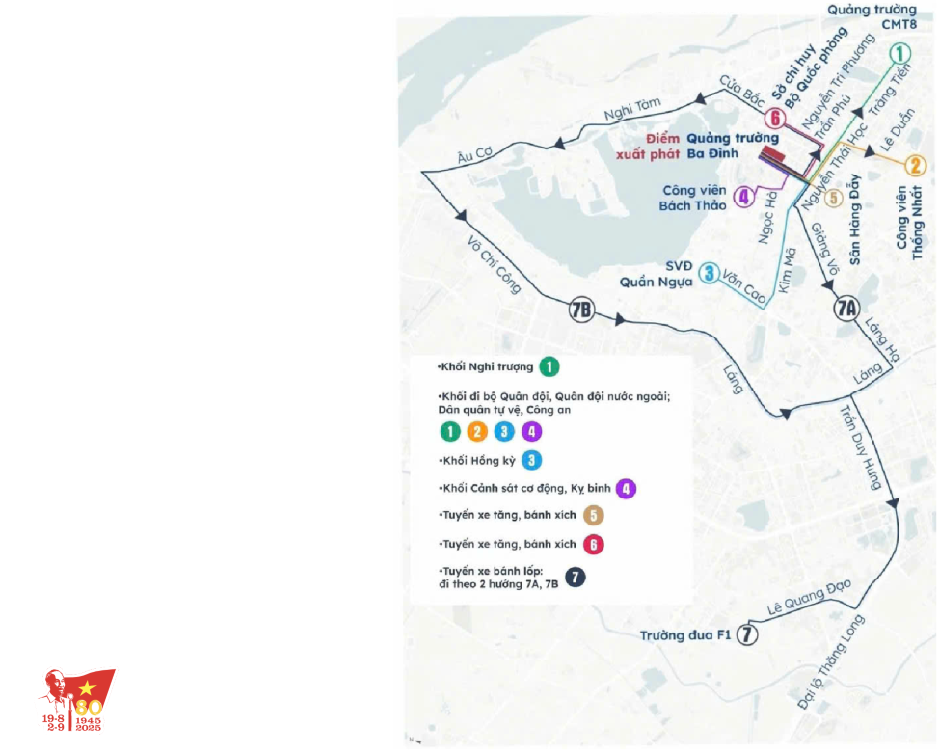 Quảng trường
CMT8
1
Nguyễn Tri Phương
Tràng Tiền
Sở chỉ huy
Bộ Quốc phòng
Cửa Bắc
6
Trần Phú
Nghi Tàm
Nguyễn Thái Học
Lê Duẩn
Âu Cơ
Điểm
xuất phát
Quảng trường
Ba Đình
2
Công viên
Bách Thảo
4
Ngọc Hà
5
Sân Hàng Đẫy
Công viên
Thống Nhất
Giảng Võ
Võ Chí Công
SVĐ
Quần Ngựa
3
Văn Cao
Kim Mã
7B
7A
Láng Hạ
Láng
Láng
Trần Duy Hưng
•Khối Nghi trượng 1
•Khối đi bộ Quân đội, Quân đội nước ngoài;
Dân quân tự vệ, Công an
1 2 3 4
•Khối Hồng kỳ 3
•Khối Cảnh sát cơ động, Kỵ binh 4
•Tuyến xe tăng, bánh xích 5
•Tuyến xe tăng, bánh xích 6
•Tuyến xe bánh lốp:
đi theo 2 hướng 7A, 7B 7
Lê Quang Đạo
Trường đua F1 7
Đại lộ Thăng Long
80
19-8
2-9
1945
2025